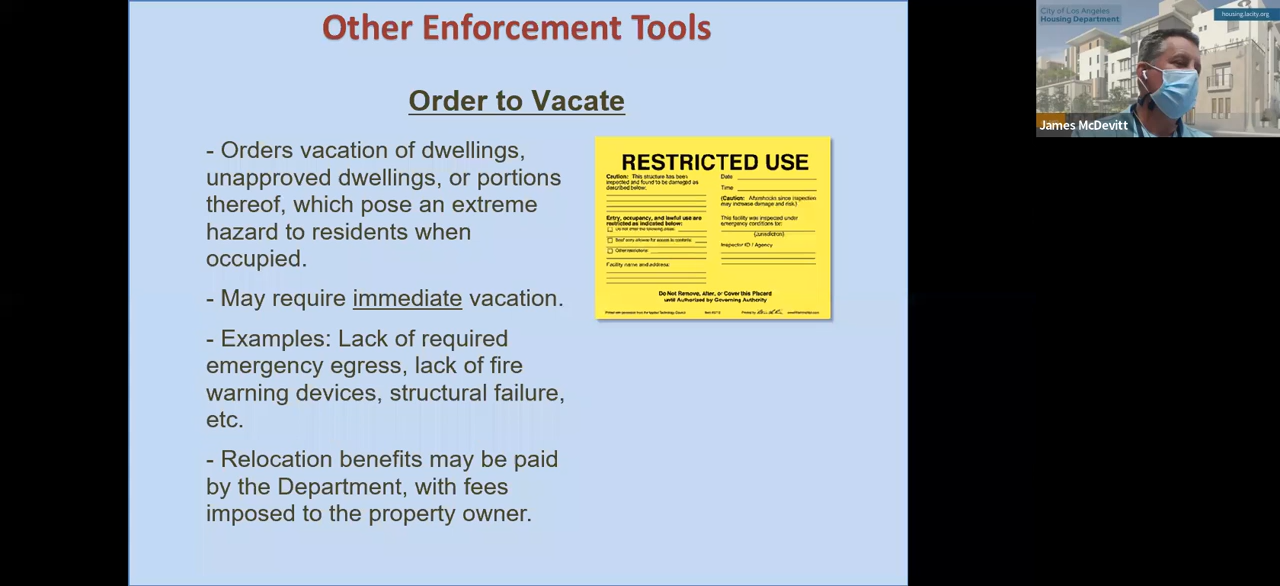 Other Enforcement Tools
Order to Vacate
- Orders vacation of dwellings,
unapproved dwellings, or portions
thereof, which pose an extreme
hazard to residents when
occupied.
- May require immediate vacation.
- Examples: Lack of required
emergency egress, lack of fire
warning devices, structural failure,
etc.
- Relocation benefits may be paid
by the Department, with fees
imposed to the property owner.
RESTRICTED USE
Caution: This structure has been
inspected and found to be damaged as
described below:
Entry, occupancy, and lawful use are
restricted as indicated below:
Do not enter the following areas:
Brief entry allowed for access to contents:
Other restrictions:
Facility name and address:
Date
Time
(Caution: Aftershocks since inspection
may increase damage and risk.)
This facility was inspected under
emergency conditions for:
(Jurisdiction)
Inspector ID / Agency
Do Not Remove, Alter, or Cover this Placard
until Authorized by Governing Authority
City of Los Angeles
Housing Department
housing.lacity.org
James McDevitt